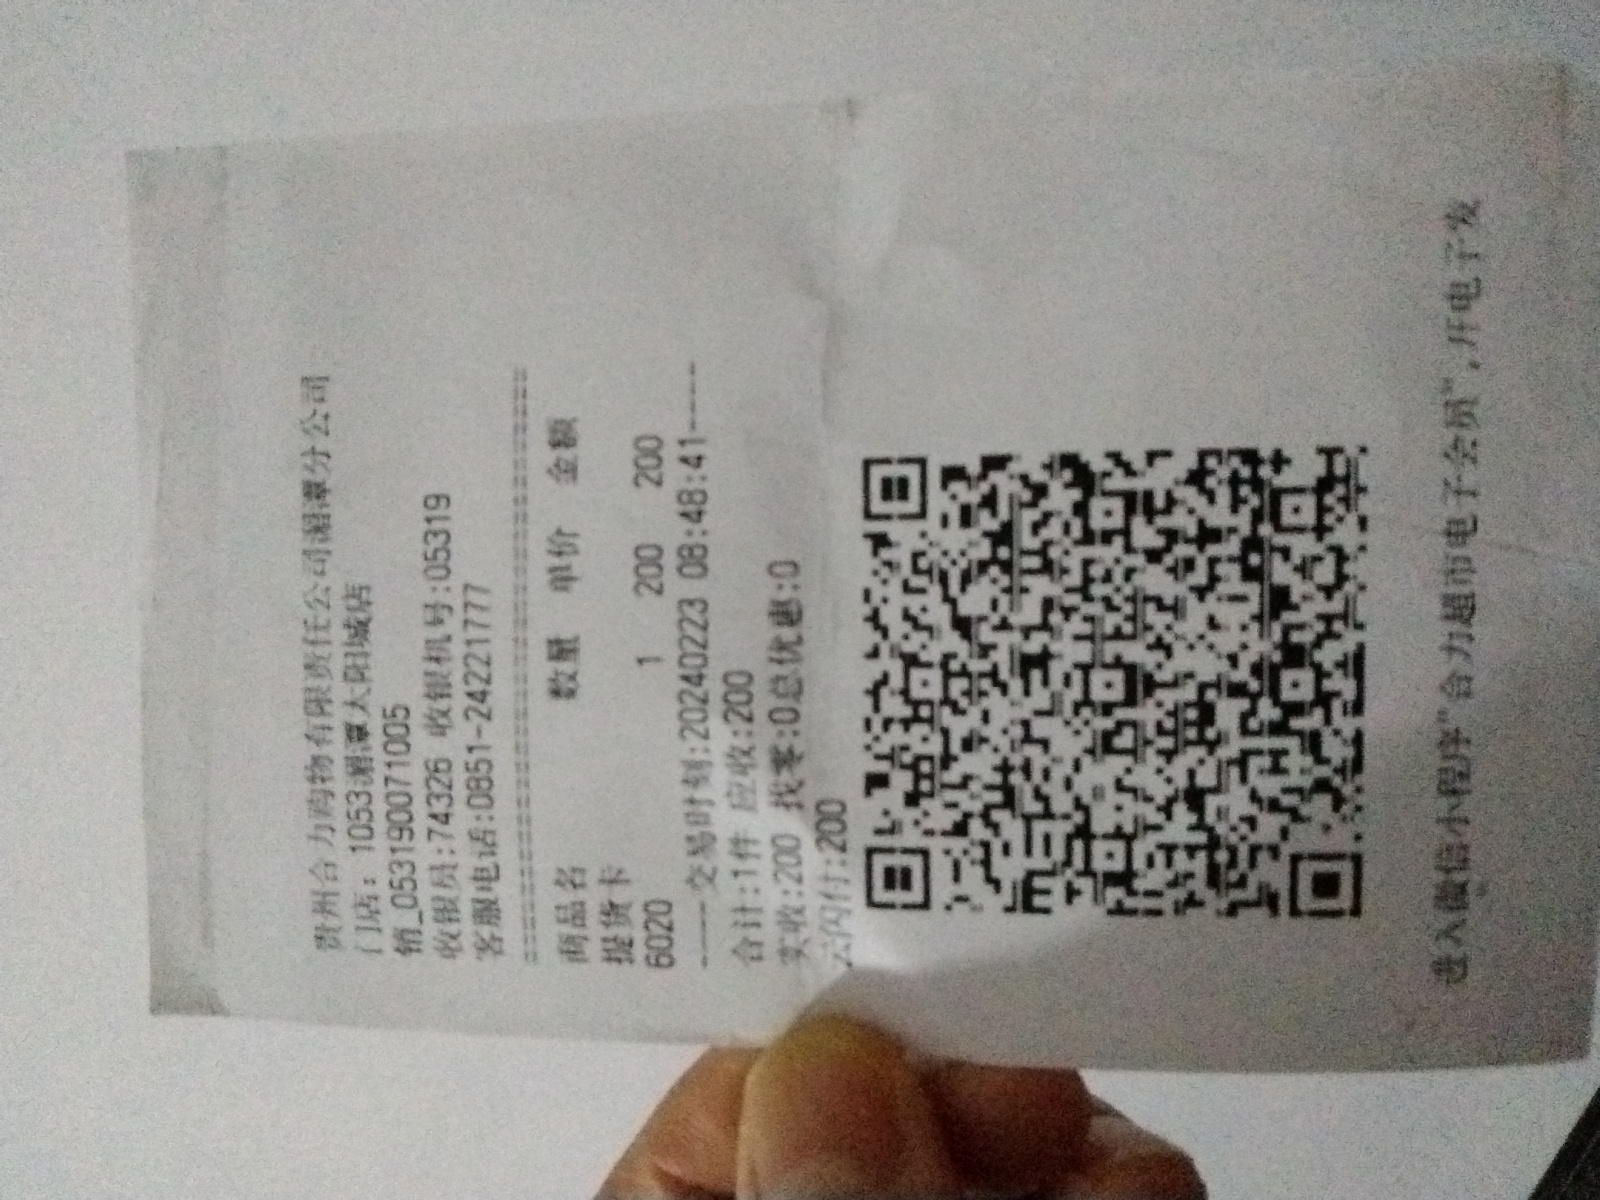 贵州合力购物有限责任公司湄潭分公司
门店：1053湄潭太阳城店
销_0531900710​05
收银员:74326 收银机号:05319
客服电话:0851-24221777
==============================
商品名 数量 单价 金额
提货卡
6020 1 200 200
----交易时刻:20240223 08:48:41----
合计:1件 应收:200
实收:200 找零:0总优惠:0
云闪付:200
进入微信小程序"合力超市电子会员",开电子发